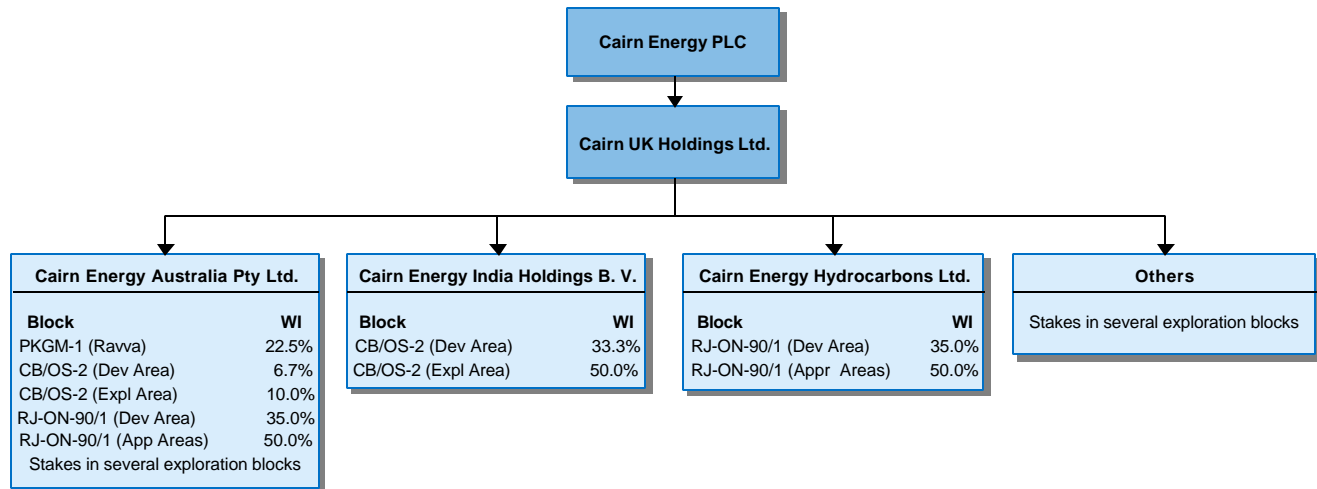 Cairn Energy PLC
Cairn UK Holdings Ltd.
Cairn Energy Australia Pty Ltd.
Block WI
PKGM-1 (Ravva) 22.5%
CB/OS-2 (Dev Area) 6.7%
CB/OS-2 (Expl Area) 10.0%
RJ-ON-90/1 (Dev Area) 35.0%
RJ-ON-90/1 (App Areas) 50.0%
Stakes in several exploration blocks
Cairn Energy India Holdings B. V.
Block WI
CB/OS-2 (Dev Area) 33.3%
CB/OS-2 (Expl Area) 50.0%
Cairn Energy Hydrocarbons Ltd.
Block WI
RJ-ON-90/1 (Dev Area) 35.0%
RJ-ON-90/1 (Appr Areas) 50.0%
Others
Stakes in several exploration blocks